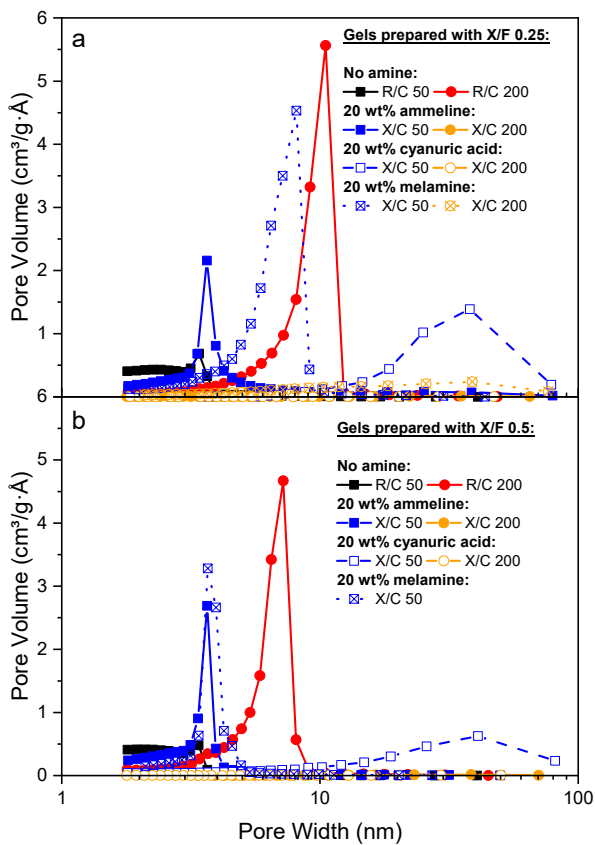 a
Gels prepared with X/F 0.25:
No amine:
R/C 50 R/C 200
20 wt% ammeline:
X/C 50 X/C 200
20 wt% cyanuric acid:
X/C 50 X/C 200
20 wt% melamine:
X/C 50 X/C 200
Pore Volume (cm³/g·Å)
6
5
4
3
2
1
6
b
Gels prepared with X/F 0.5:
No amine:
R/C 50 R/C 200
20 wt% ammeline:
X/C 50 X/C 200
20 wt% cyanuric acid:
X/C 50 X/C 200
20 wt% melamine:
X/C 50
Pore Volume (cm³/g·Å)
5
4
3
2
1
0
1 10 100
Pore Width (nm)